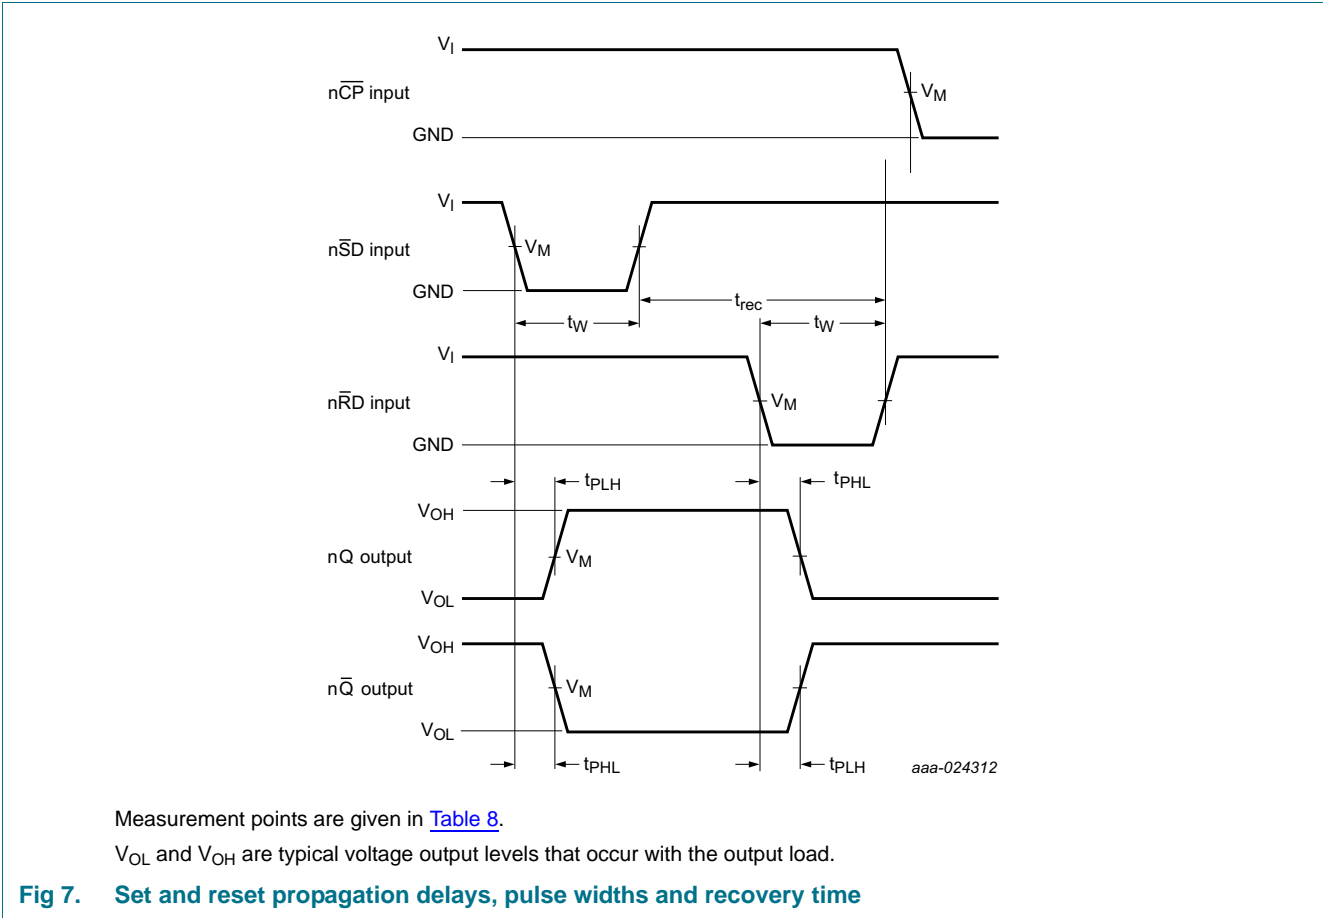 VI
nC̅P̅ input
VM
GND
VI
nS̅D input
VM
GND
trec
tW
tW
VI
nR̅D input
VM
GND
tPLH
tPHL
VOH
nQ output
VM
VOL
VOH
nQ̅ output
VM
VOL
tPHL
tPLH
aaa-024312
Measurement points are given in Table 8.
VOL and VOH are typical voltage output levels that occur with the output load.
Fig 7. Set and reset propagation delays, pulse widths and recovery time